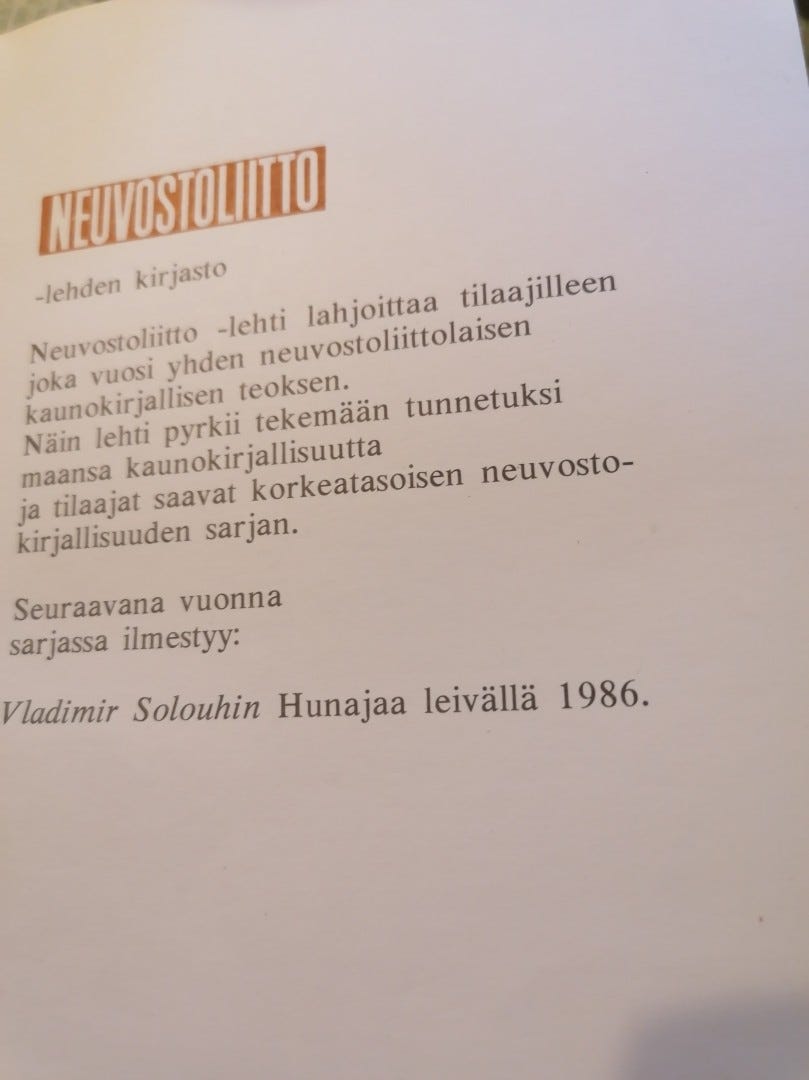 NEUVOSTOLIITTO
-lehden kirjasto
Neuvostoliitto -lehti lahjoittaa tilaajilleen
joka vuosi yhden neuvostoliittolaisen
kaunokirjallisen teoksen.
Näin lehti pyrkii tekemään tunnetuksi
maansa kaunokirjallisuutta
ja tilaajat saavat korkeatasoisen neuvosto-
kirjallisuuden sarjan.
Seuraavana vuonna
sarjassa ilmestyy:
Vladimir Solouhin Hunajaa leivällä 1986.